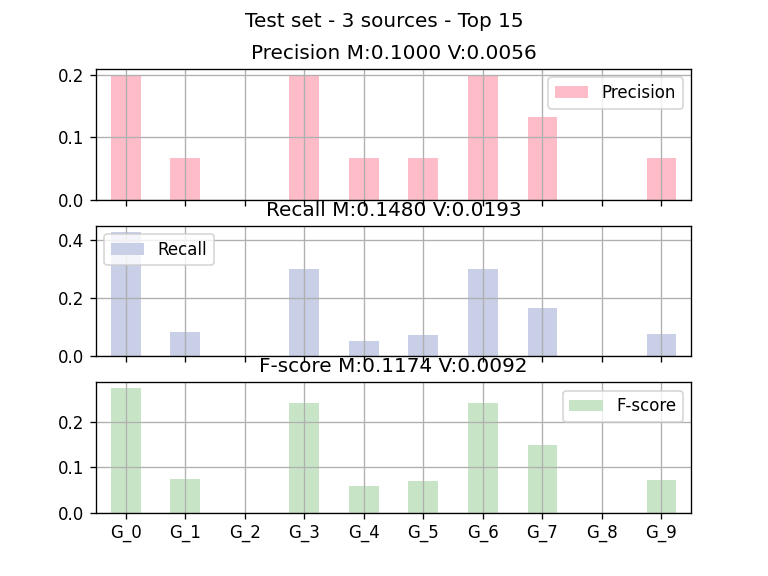 Test set - 3 sources - Top 15
Precision M:0.1000 V:0.0056
0.2
0.1
0.0
Precision
Recall M:0.1480 V:0.0193
0.4
0.2
0.0
Recall
F-score M:0.1174 V:0.0092
0.2
0.1
0.0
F-score
G_0 G_1 G_2 G_3 G_4 G_5 G_6 G_7 G_8 G_9